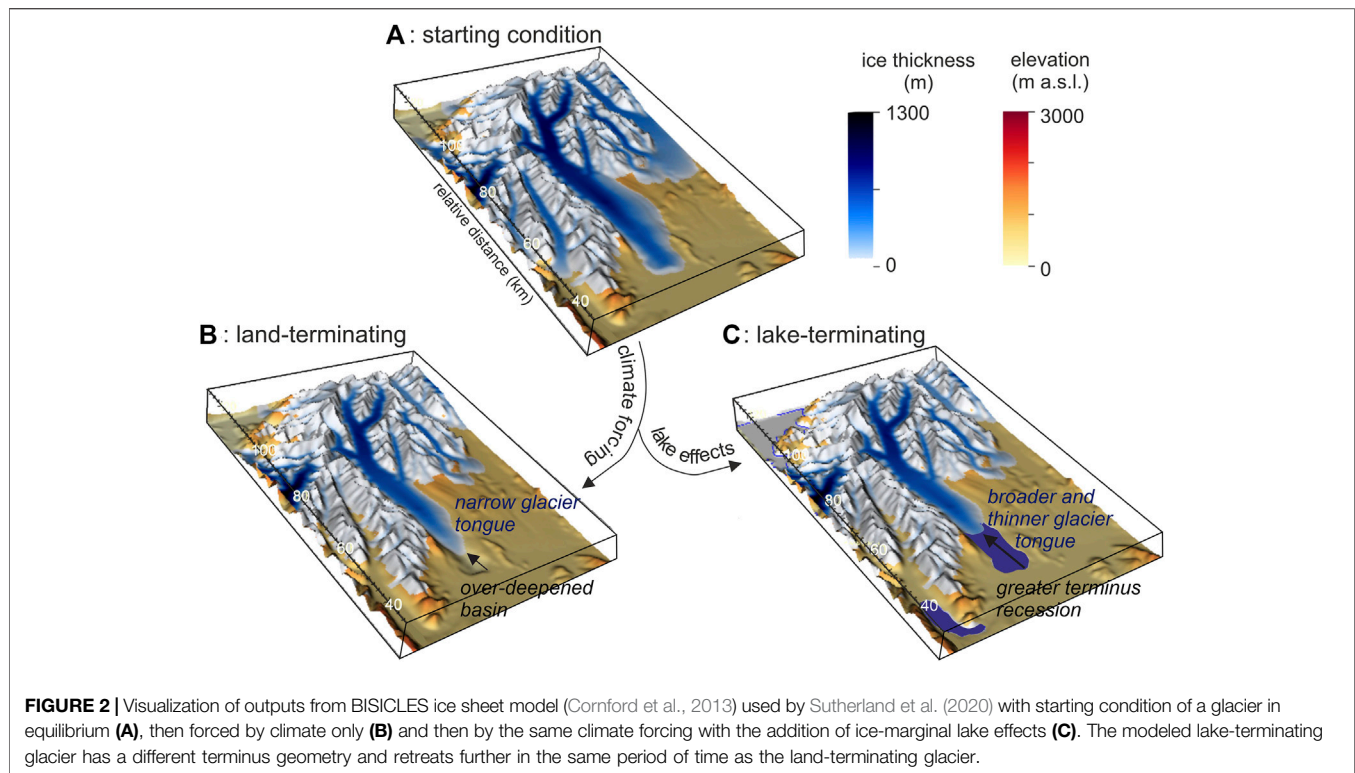 A : starting condition
ice thickness
(m)
elevation
(m a.s.l.)
1300
0
3000
0
100
80
60
40
relative distance (km)
B : land-terminating
climate forcing
lake effects
C : lake-terminating
100
80
60
40
narrow glacier
tongue
over-deepened
basin
100
80
60
40
broader and
thinner glacier
tongue
greater terminus
recession
FIGURE 2 | Visualization of outputs from BISICLES ice sheet model (Cornford et al., 2013) used by Sutherland et al. (2020) with starting condition of a glacier in
equilibrium (A), then forced by climate only (B) and then by the same climate forcing with the addition of ice-marginal lake effects (C). The modeled lake-terminating
glacier has a different terminus geometry and retreats further in the same period of time as the land-terminating glacier.